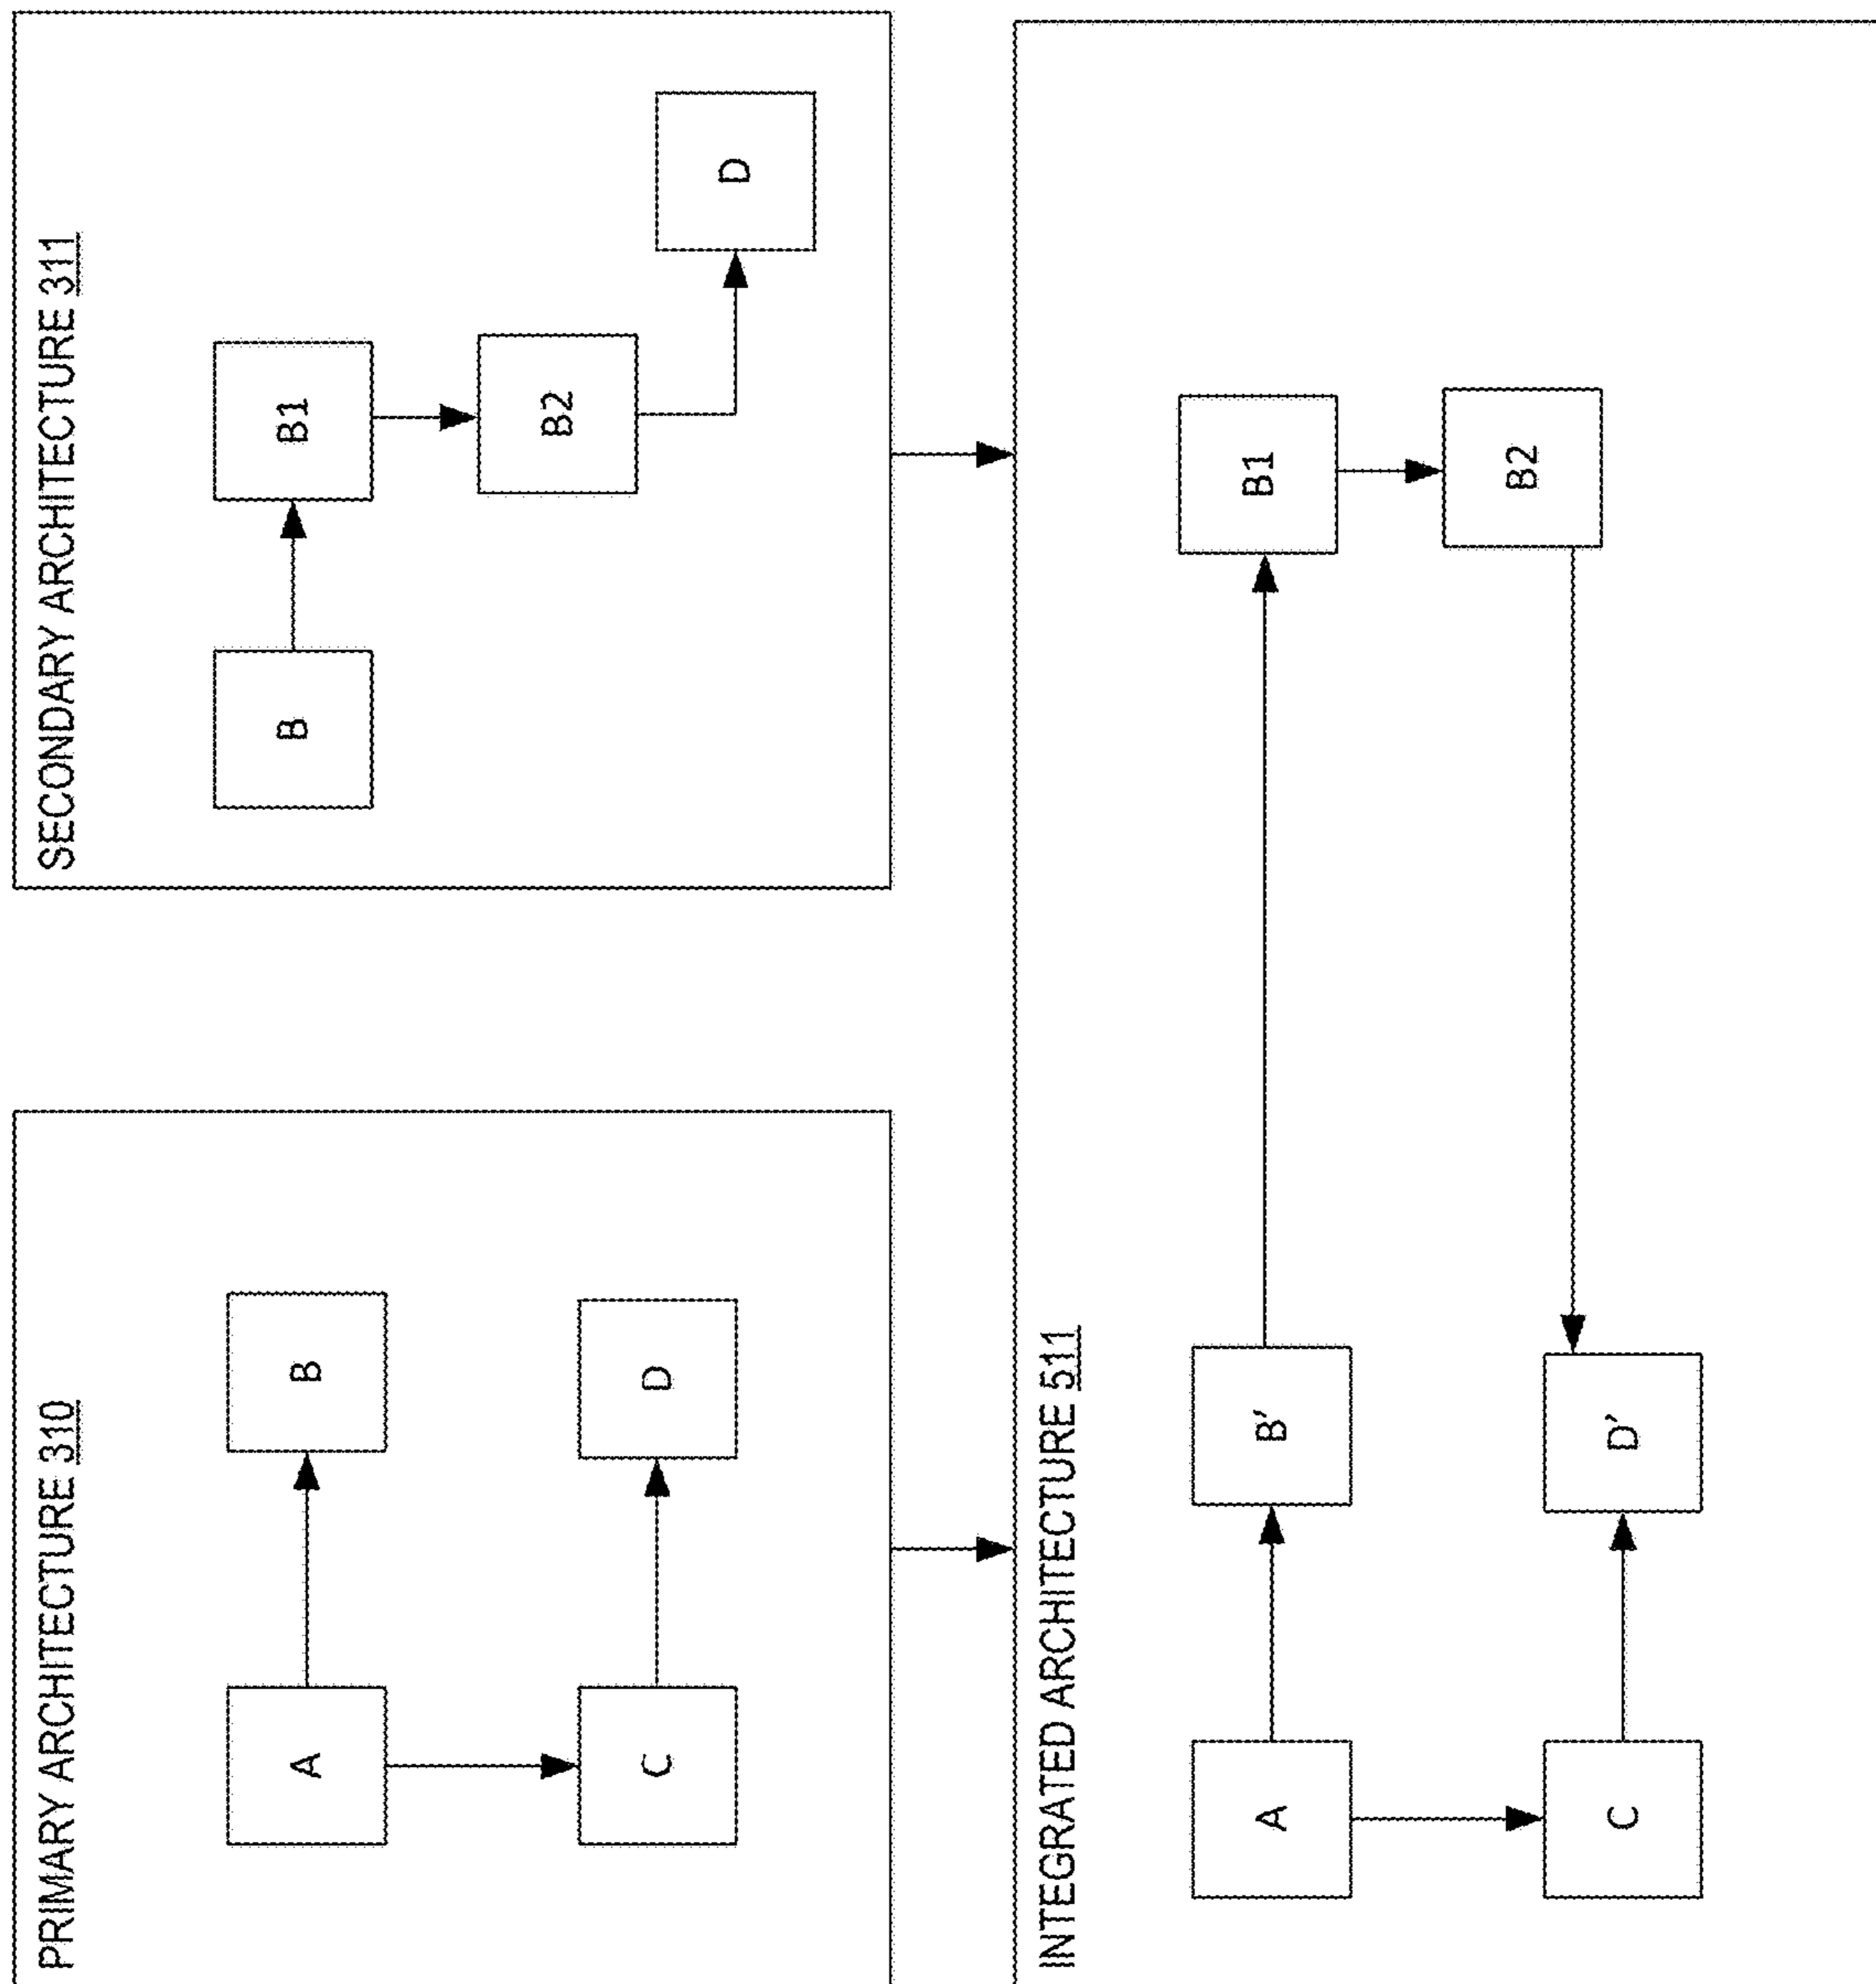 PRIMARY ARCHITECTURE 310
A
B
C
D
SECONDARY ARCHITECTURE 311
B
B1
B2
D
INTEGRATED ARCHITECTURE 511
A
B'
B1
C
D'
B2